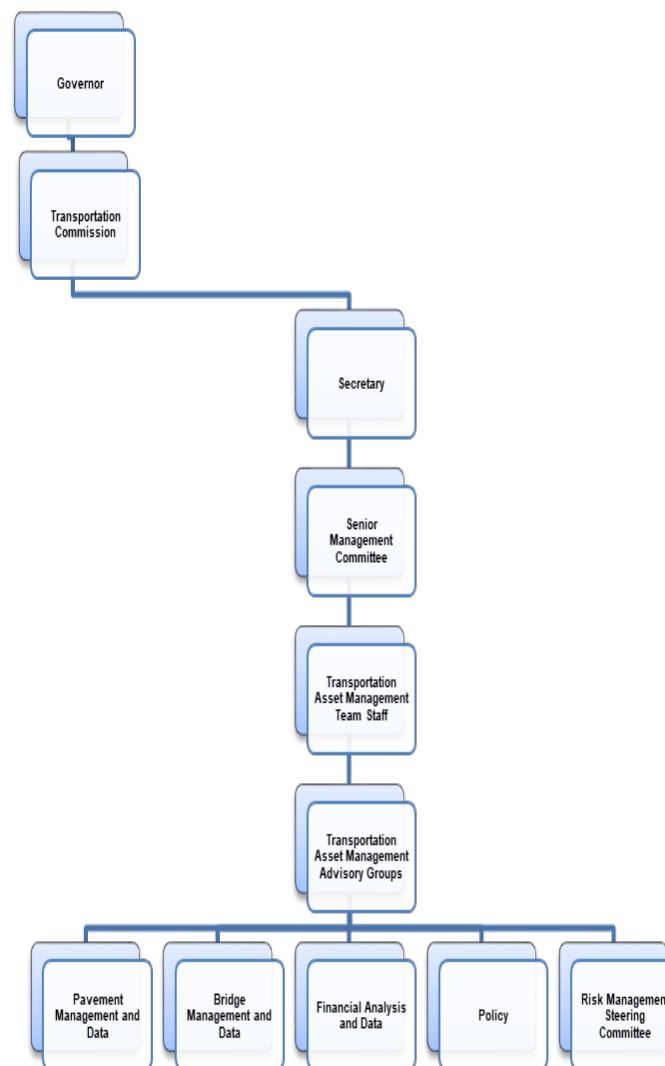 Governor
Transportation
Commission
Secretary
Senior
Management
Committee
Transportation
Asset Management
Team Staff
Transportation
Asset Management
Advisory Groups
Pavement
Management and
Data
Bridge
Management and
Data
Financial Analysis
and Data
Policy
Risk Management
Steering
Committee